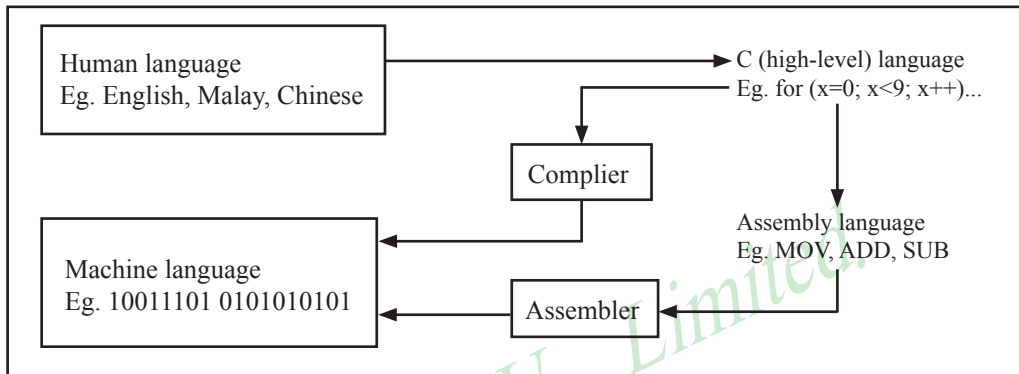 Human language
Eg. English, Malay, Chinese
C (high-level) language
Eg. for (x=0; x<9; x++)...
Complier
Assembly language
Eg. MOV, ADD, SUB
Machine language
Eg. 10011101 0101010101
Assembler
Limited.